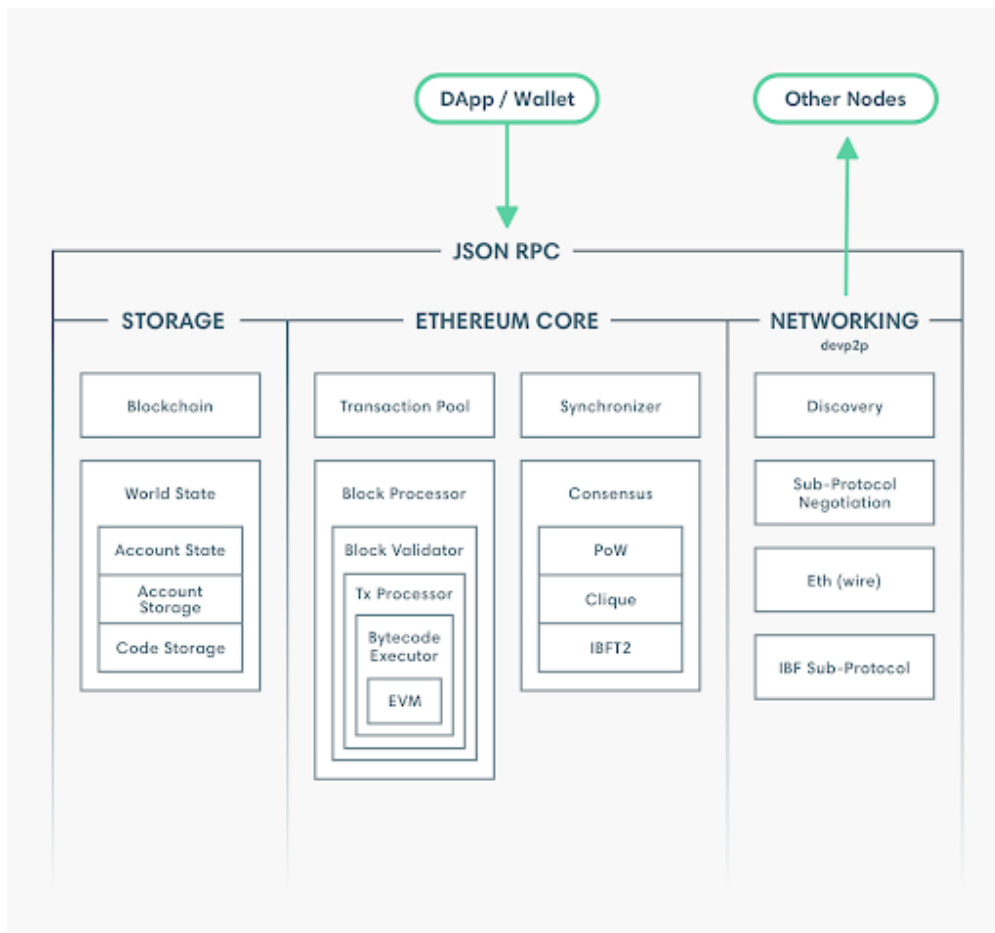 DApp / Wallet
Other Nodes
JSON RPC
STORAGE
ETHEREUM CORE
NETWORKING
devp2p
Blockchain
Transaction Pool
Synchronizer
Discovery
World State
Account State
Account
Storage
Code Storage
Block Processor
Block Validator
Tx Processor
Bytecode
Executor
EVM
Consensus
PoW
Clique
IBFT2
Sub-Protocol
Negotiation
Eth (wire)
IBF Sub-Protocol